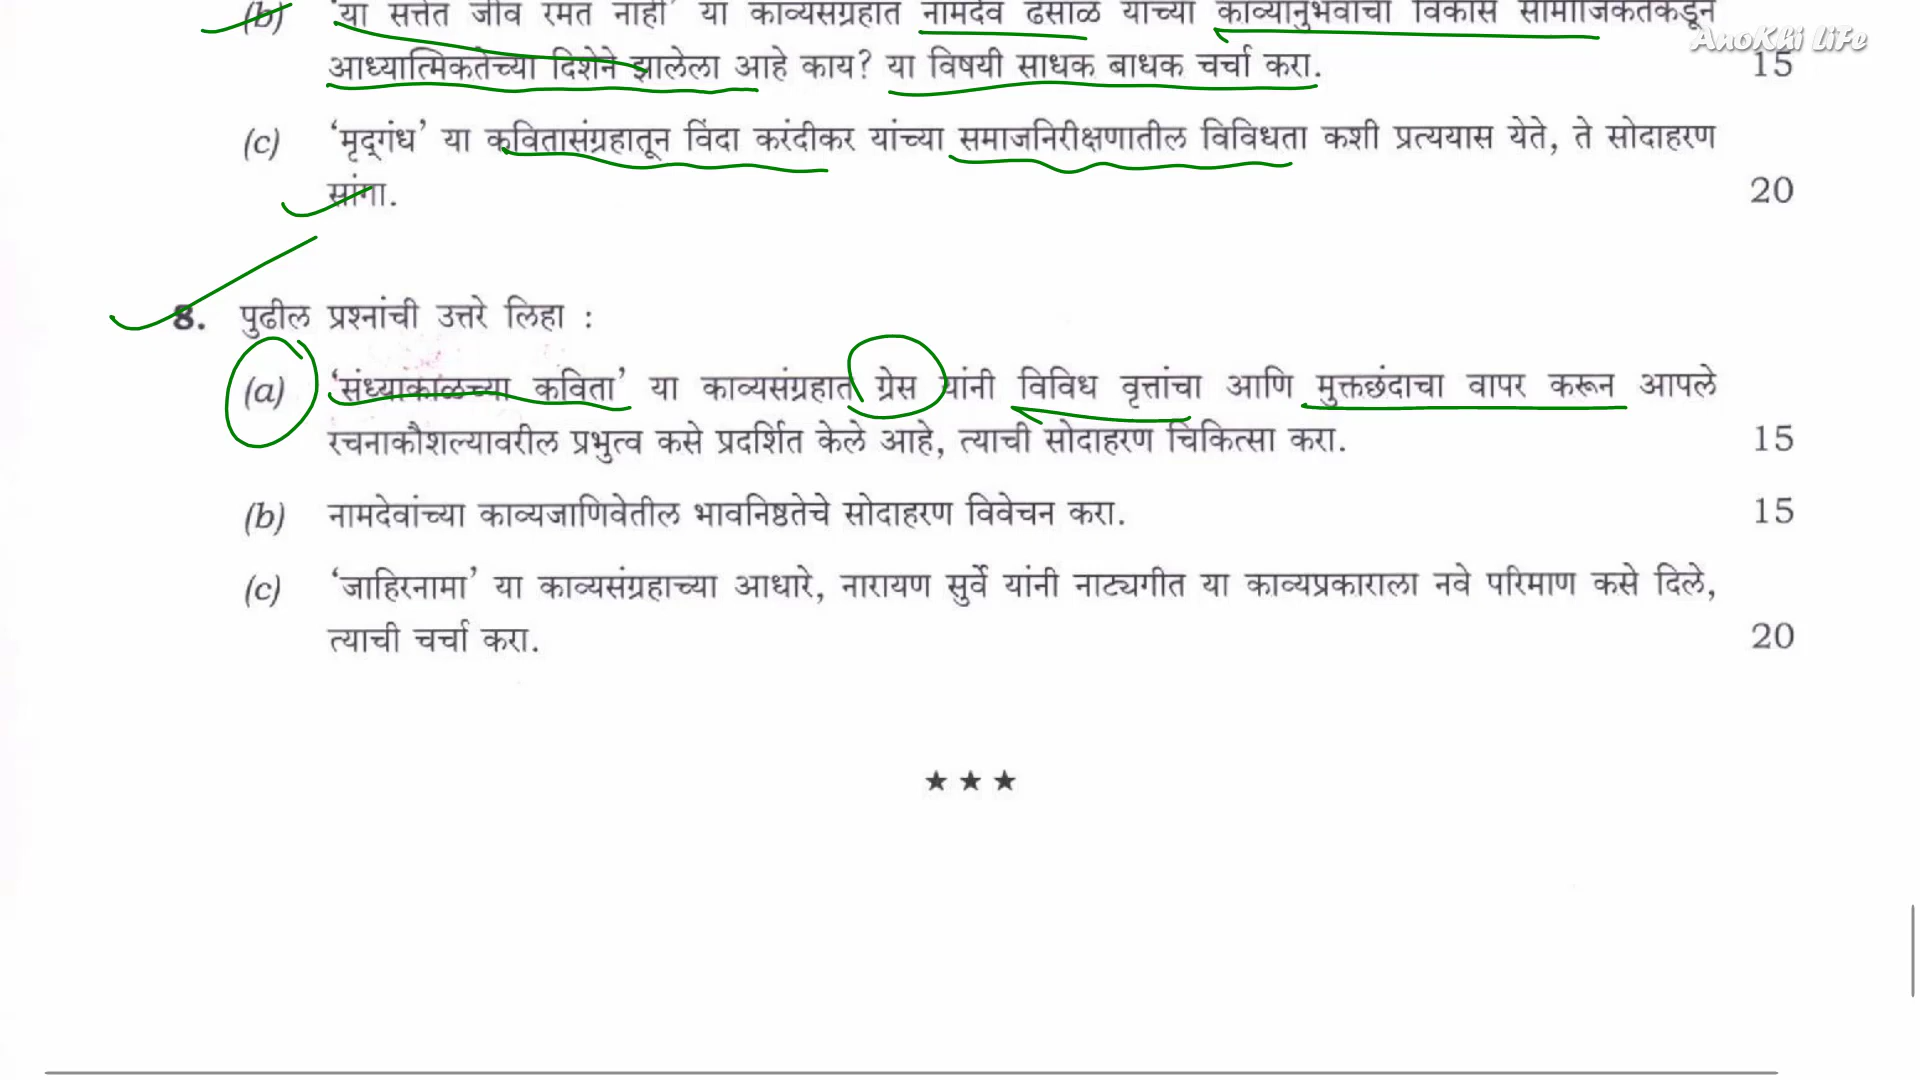 (b) ‘या सत्तेत जीव रमत नाही’ या काव्यसंग्रहात नामदेव ढसाळ यांच्या काव्यानुभवाचा विकास सामाजिकतेकडून
AnoKhi LiFe
आध्यात्मिकतेच्या दिशेने झालेला आहे काय? या विषयी साधक बाधक चर्चा करा. 15
(c) ‘मृद्‌गंध’ या कवितासंग्रहातून विंदा करंदीकर यांच्या समाजनिरीक्षणातील विविधता कशी प्रत्ययास येते, ते सोदाहरण
सांगा. 20
8. पुढील प्रश्नांची उत्तरे लिहा :
(a) ‘संध्याकाळच्या कविता’ या काव्यसंग्रहात ग्रेस यांनी विविध वृत्तांचा आणि मुक्तछंदाचा वापर करून आपले
रचनाकौशल्यावरील प्रभुत्व कसे प्रदर्शित केले आहे, त्याची सोदाहरण चिकित्सा करा. 15
(b) नामदेवांच्या काव्यजाणिवेतील भावनिष्ठतेचे सोदाहरण विवेचन करा. 15
(c) ‘जाहिरनामा’ या काव्यसंग्रहाच्या आधारे, नारायण सुर्वे यांनी नाट्यगीत या काव्यप्रकाराला नवे परिमाण कसे दिले,
त्याची चर्चा करा. 20
★ ★ ★